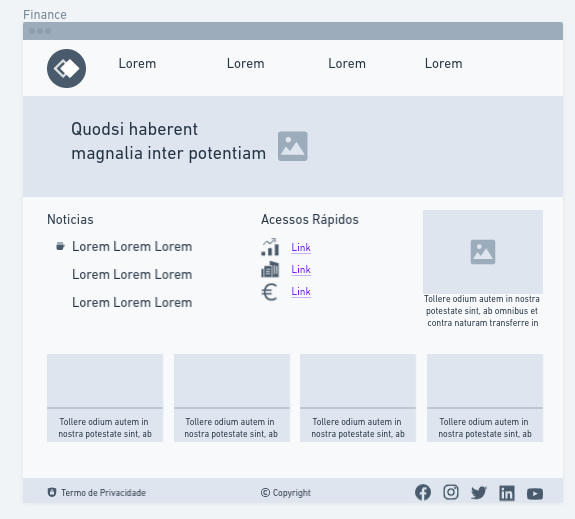 Finance
Lorem
Lorem
Lorem
Lorem
Quodsi haberent
magnalia inter potentiam
Noticias
Lorem Lorem Lorem
Lorem Lorem Lorem
Lorem Lorem Lorem
Acessos Rápidos
Link
Link
Link
Tollere odium autem in nostra
potestate sint, ab omnibus et
contra naturam transferre in
Tollere odium autem in
nostra potestate sint, ab
Tollere odium autem in
nostra potestate sint, ab
Tollere odium autem in
nostra potestate sint, ab
Tollere odium autem in
nostra potestate sint, ab
Termo de Privacidade
© Copyright